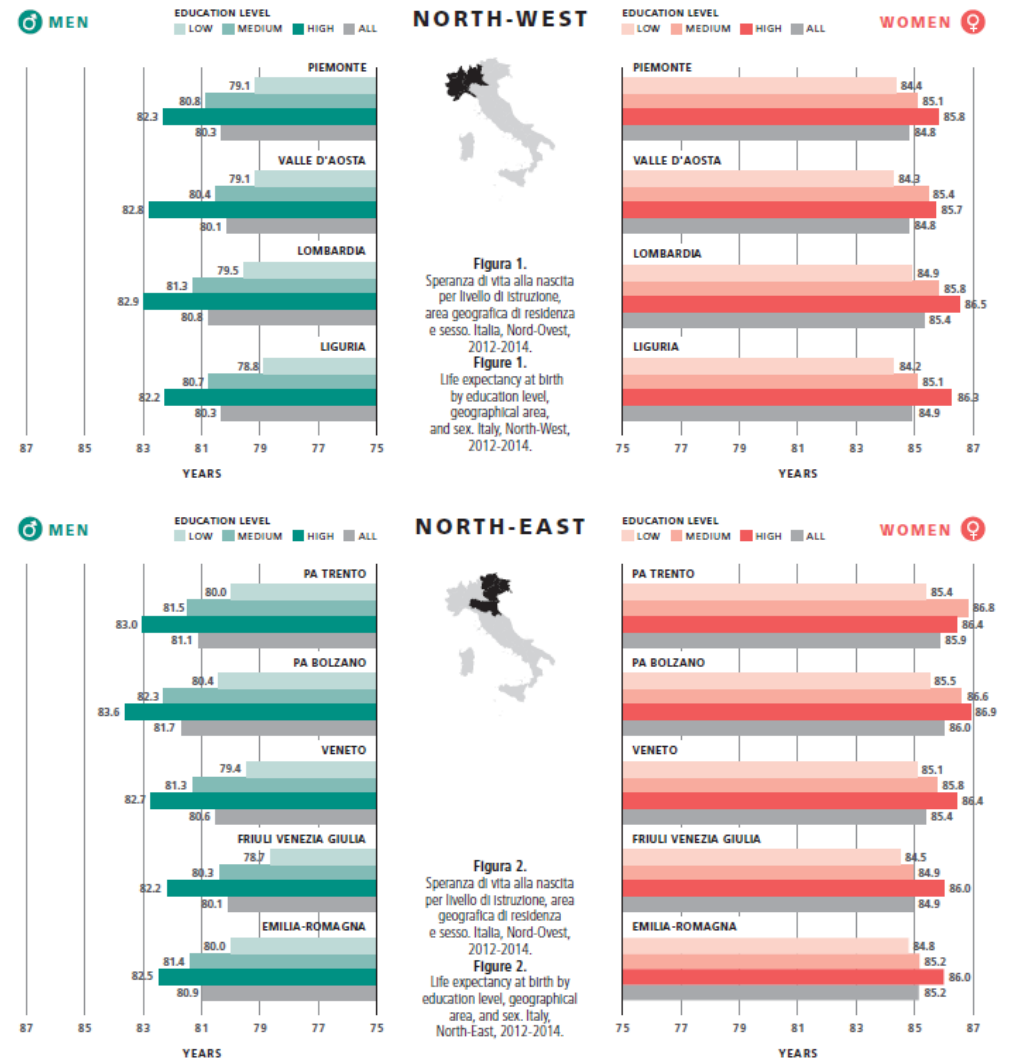 MEN
EDUCATION LEVEL
LOW MEDIUM HIGH ALL
NORTH-WEST
EDUCATION LEVEL
LOW MEDIUM HIGH ALL
WOMEN
PIEMONTE
79.1
80.8
82.3
80.3
VALLE D'AOSTA
79.1
80.4
82.8
80.1
LOMBARDIA
79.5
81.3
82.9
80.8
LIGURIA
78.8
80.7
82.2
80.3
87 85 83 81 79 77 75
YEARS
Figura 1.
Speranza di vita alla nascita
per livello di istruzione,
area geografica di residenza
e sesso. Italia, Nord-Ovest,
2012-2014.
Figure 1.
Life expectancy at birth
by education level,
geographical area,
and sex. Italy, North-West,
2012-2014.
PIEMONTE
84.4
85.1
85.8
84.8
VALLE D'AOSTA
84.3
85.4
85.7
84.8
LOMBARDIA
84.9
85.8
86.5
85.4
LIGURIA
84.2
85.1
86.3
84.9
75 77 79 81 83 85 87
YEARS
MEN
EDUCATION LEVEL
LOW MEDIUM HIGH ALL
NORTH-EAST
EDUCATION LEVEL
LOW MEDIUM HIGH ALL
WOMEN
PA TRENTO
80.0
81.5
83.0
81.1
PA BOLZANO
80.4
82.3
83.6
81.7
VENETO
79.4
81.3
82.7
80.6
FRIULI VENEZIA GIULIA
78.7
80.3
82.2
80.1
EMILIA-ROMAGNA
80.0
81.4
82.5
80.9
87 85 83 81 79 77 75
YEARS
Figura 2.
Speranza di vita alla nascita
per livello di istruzione, area
geografica di residenza
e sesso. Italia, Nord-Ovest,
2012-2014.
Figure 2.
Life expectancy at birth by
education level, geographical
area, and sex. Italy,
North-East, 2012-2014.
PA TRENTO
85.4
86.8
86.4
85.9
PA BOLZANO
85.5
86.6
86.9
86.0
VENETO
85.1
85.8
86.4
85.4
FRIULI VENEZIA GIULIA
84.5
84.9
86.0
84.9
EMILIA-ROMAGNA
84.8
85.2
86.0
85.2
75 77 79 81 83 85 87
YEARS